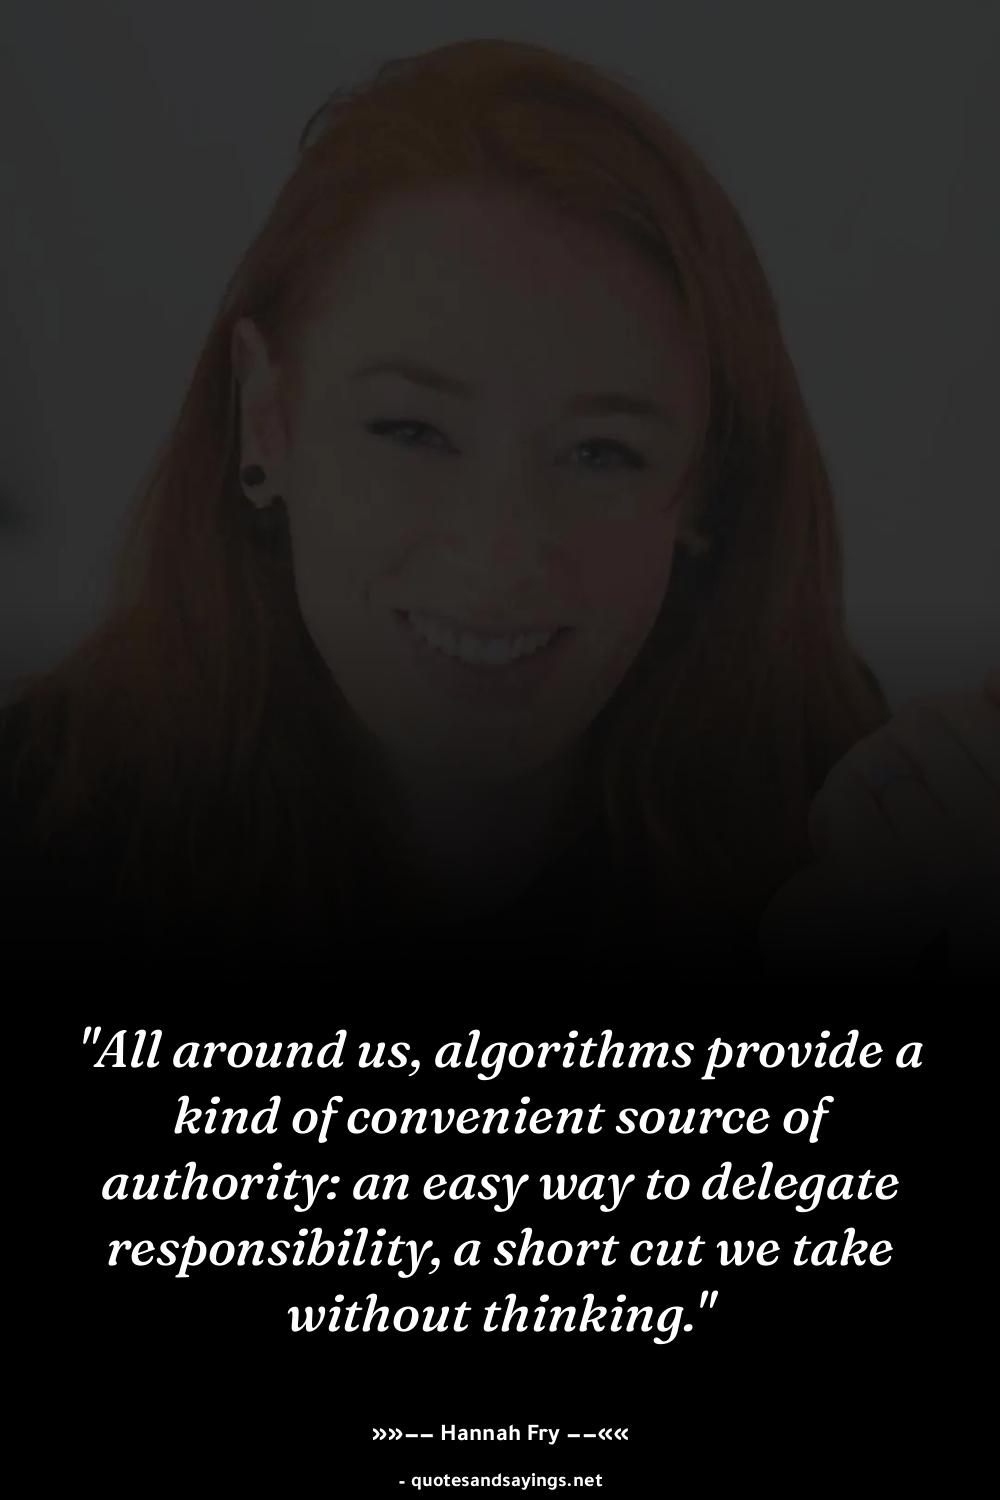 "All around us, algorithms provide a
kind of convenient source of
authority: an easy way to delegate
responsibility, a short cut we take
without thinking."
»»—— Hannah Fry ——««
- quotesandsayings.net